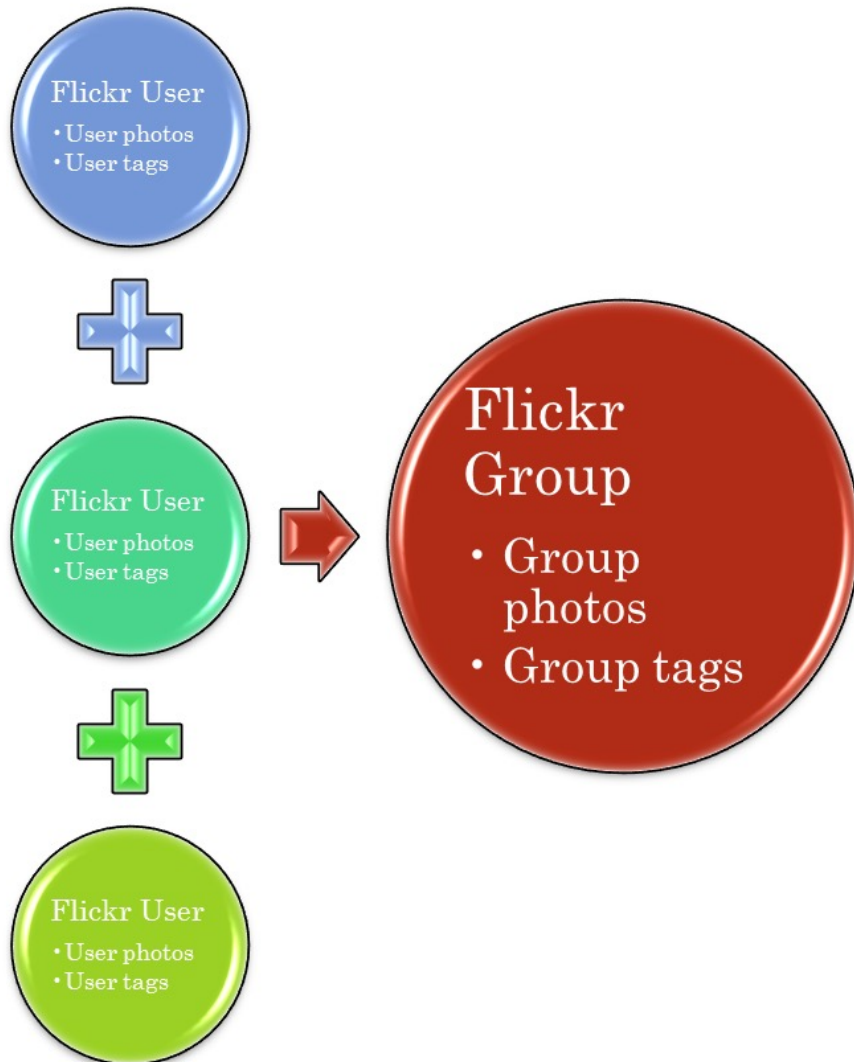 Flickr User
• User photos
• User tags
Flickr User
• User photos
• User tags
Flickr User
• User photos
• User tags
Flickr
Group
• Group
photos
• Group tags